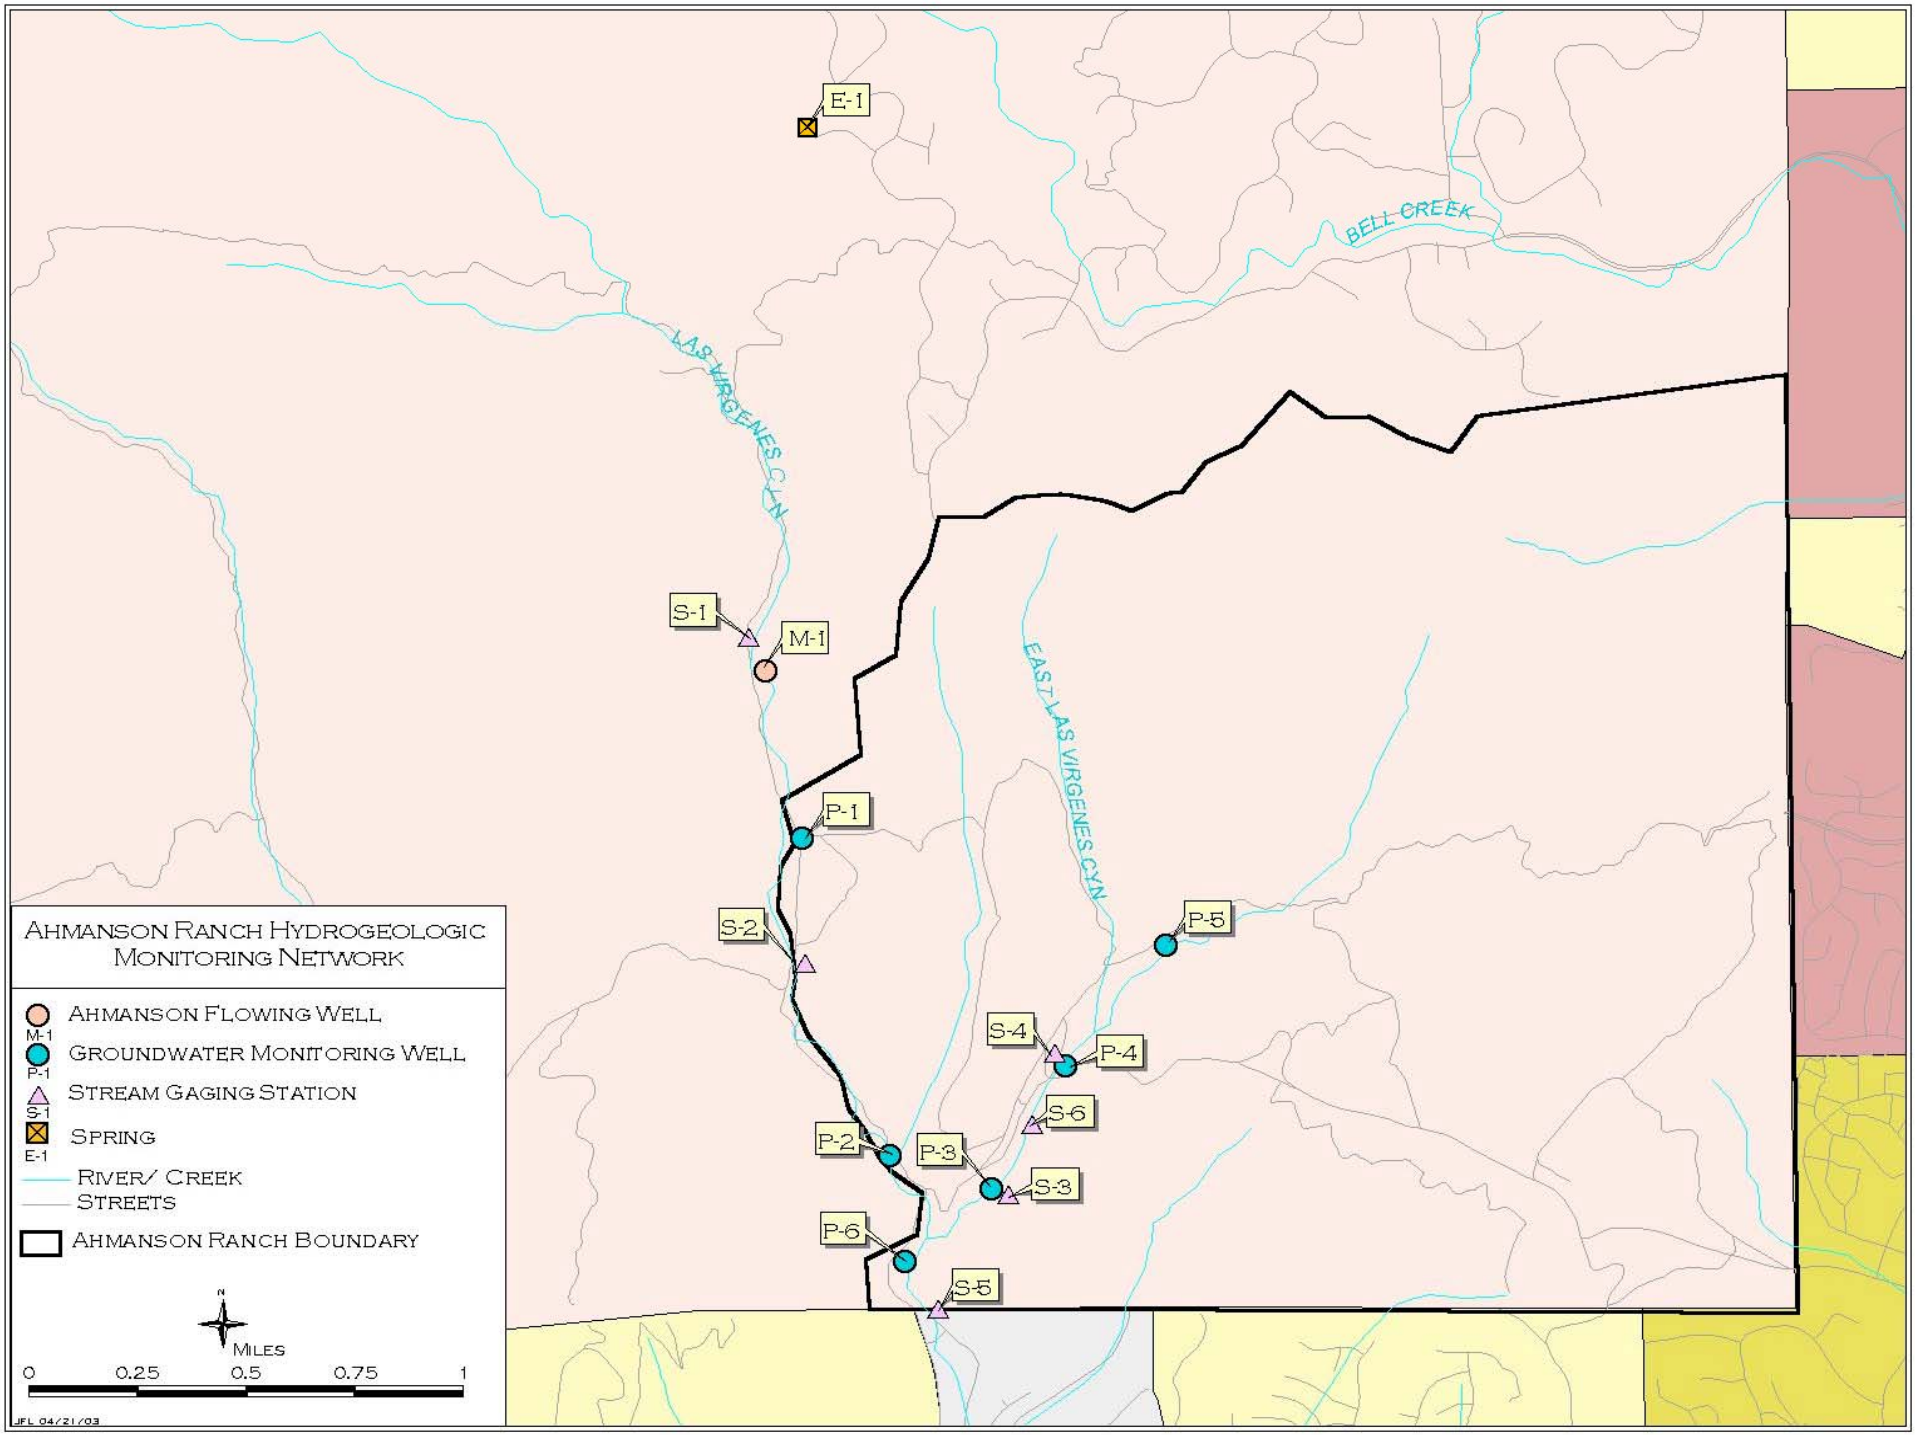 E-1
BELL CREEK
LAS VIRGENES CYN
S-1
M-1
EAST LAS VIRGENES CYN
P-1
S-2
P-5
S-4
P-4
S-6
P-2
P-3
S-3
P-6
S-5
AHMANSON RANCH HYDROGEOLOGIC
MONITORING NETWORK
AHMANSON FLOWING WELL
M-1
GROUNDWATER MONITORING WELL
P-1
STREAM GAGING STATION
S-1
SPRING
E-1
RIVER/ CREEK
STREETS
AHMANSON RANCH BOUNDARY
N
MILES
0 0.25 0.5 0.75 1
JFL 04/21/03